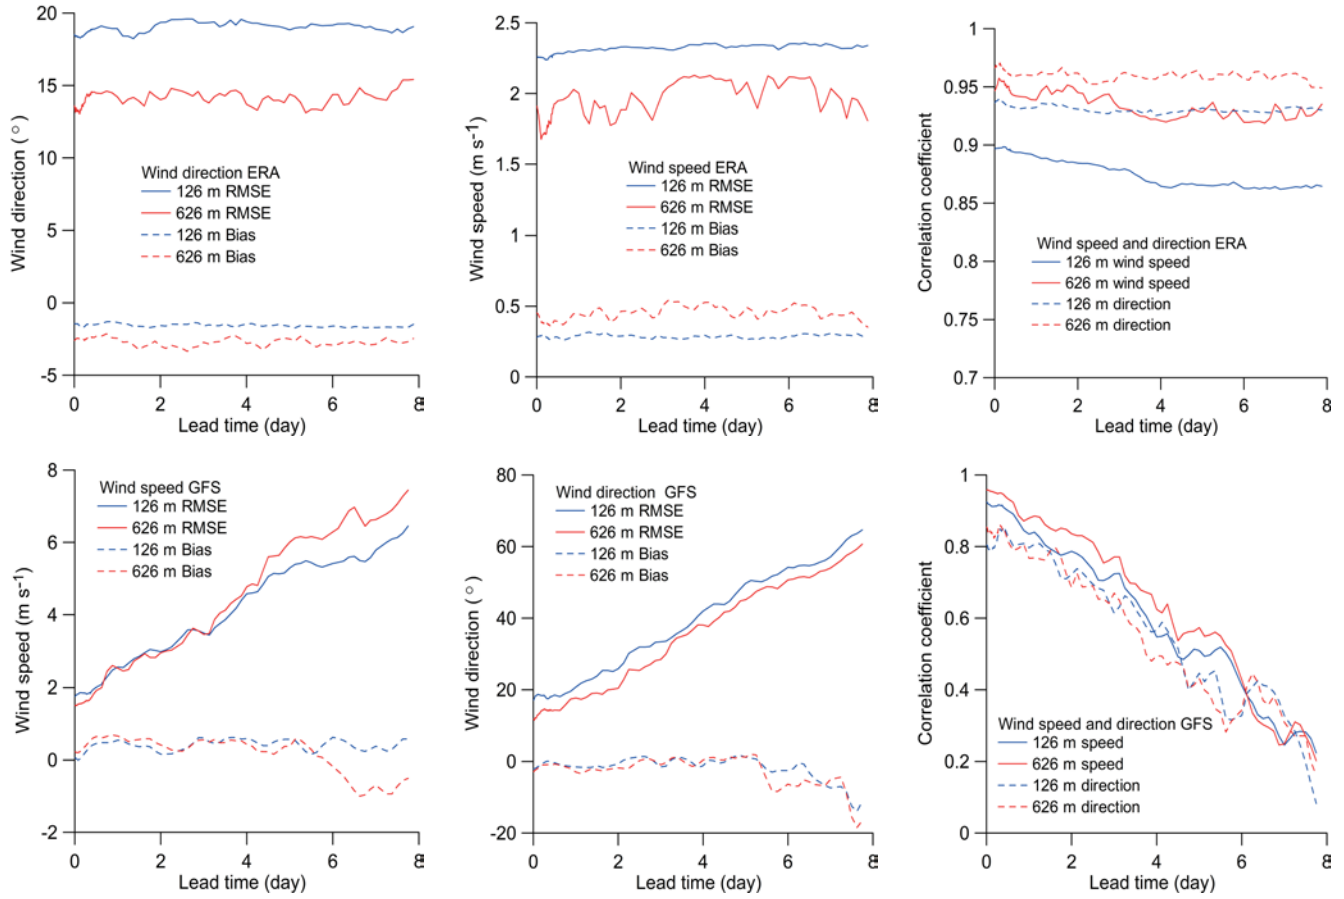 20
15
10
5
0
-5
Wind direction (°)
Wind direction ERA
126 m RMSE
626 m RMSE
126 m Bias
626 m Bias
0 2 4 6 8
Lead time (day)
2.5
2
1.5
1
0.5
0
Wind speed (m s⁻¹)
Wind speed ERA
126 m RMSE
626 m RMSE
126 m Bias
626 m Bias
0 2 4 6 8
Lead time (day)
1
0.95
0.9
0.85
0.8
0.75
0.7
Correlation coefficient
Wind speed and direction ERA
126 m wind speed
626 m wind speed
126 m direction
626 m direction
0 2 4 6 8
Lead time (day)
8
6
4
2
0
-2
Wind speed (m s⁻¹)
Wind speed GFS
126 m RMSE
626 m RMSE
126 m Bias
626 m Bias
0 2 4 6 8
Lead time (day)
80
60
40
20
0
-20
Wind direction (°)
Wind direction GFS
126 m RMSE
626 m RMSE
126 m Bias
626 m Bias
0 2 4 6 8
Lead time (day)
1
0.8
0.6
0.4
0.2
0
Correlation coefficient
Wind speed and direction GFS
126 m speed
626 m speed
126 m direction
626 m direction
0 2 4 6 8
Lead time (day)